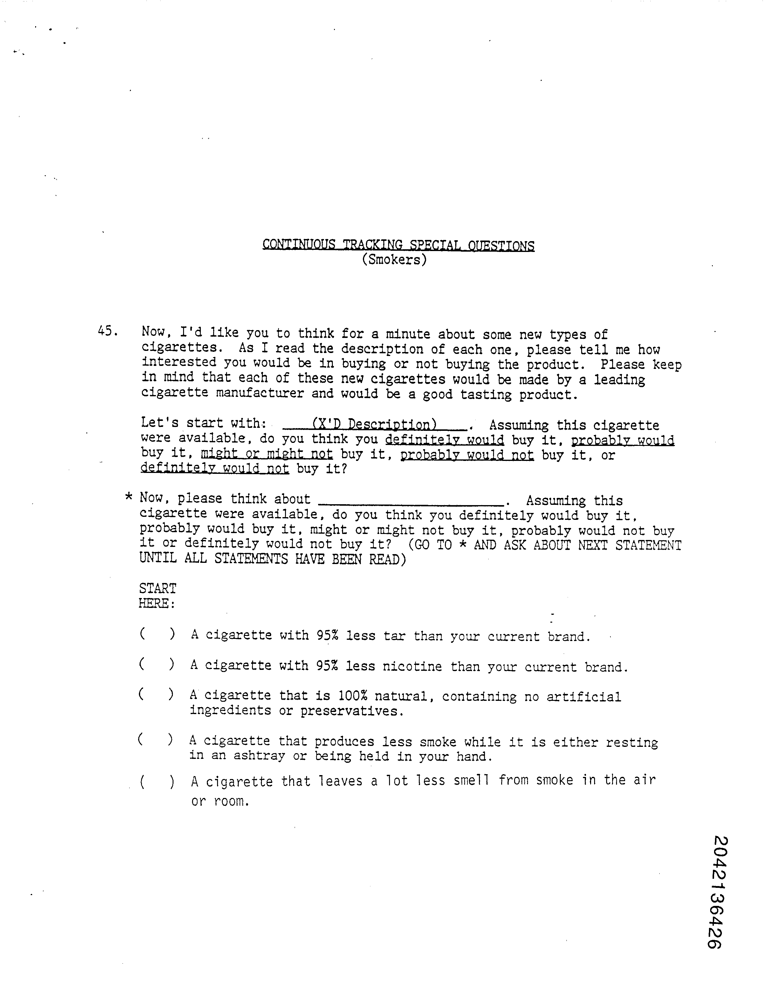 CONTINUOUS TRACKING SPECIAL QUESTIONS
(Smokers)
45. Now, I'd like you to think for a minute about some new types of
cigarettes. As I read the description of each one, please tell me how
interested you would be in buying or not buying the product. Please keep
in mind that each of these new cigarettes would be made by a leading
cigarette manufacturer and would be a good tasting product.
Let's start with: ____(X'D Description)____. Assuming this cigarette
were available, do you think you definitely would buy it, probably would
buy it, might or might not buy it, probably would not buy it, or
definitely would not buy it?
* Now, please think about ______________________. Assuming this
cigarette were available, do you think you definitely would buy it,
probably would buy it, might or might not buy it, probably would not buy
it or definitely would not buy it? (GO TO * AND ASK ABOUT NEXT STATEMENT
UNTIL ALL STATEMENTS HAVE BEEN READ)
START
HERE:
( ) A cigarette with 95% less tar than your current brand.
( ) A cigarette with 95% less nicotine than your current brand.
( ) A cigarette that is 100% natural, containing no artificial
ingredients or preservatives.
( ) A cigarette that produces less smoke while it is either resting
in an ashtray or being held in your hand.
( ) A cigarette that leaves a lot less smell from smoke in the air
or room.
2042136426